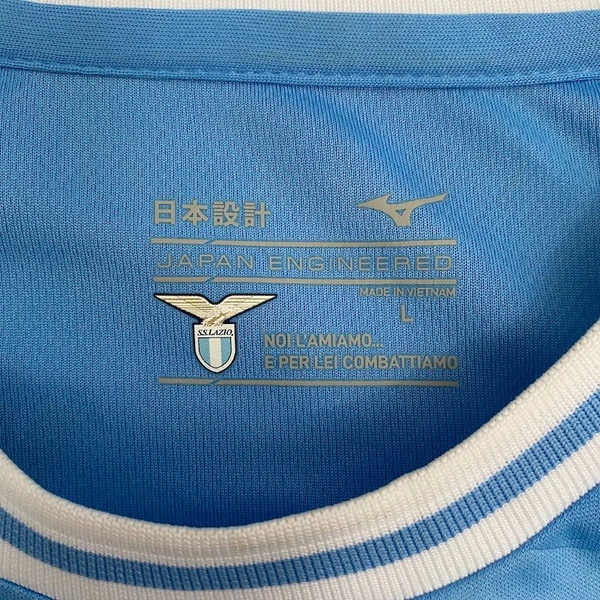 日本設計
JAPAN ENGINEERED
MADE IN VIETNAM
L
S.S.LAZIO
NOI L'AMIAMO...
E PER LEI COMBATTIAMO